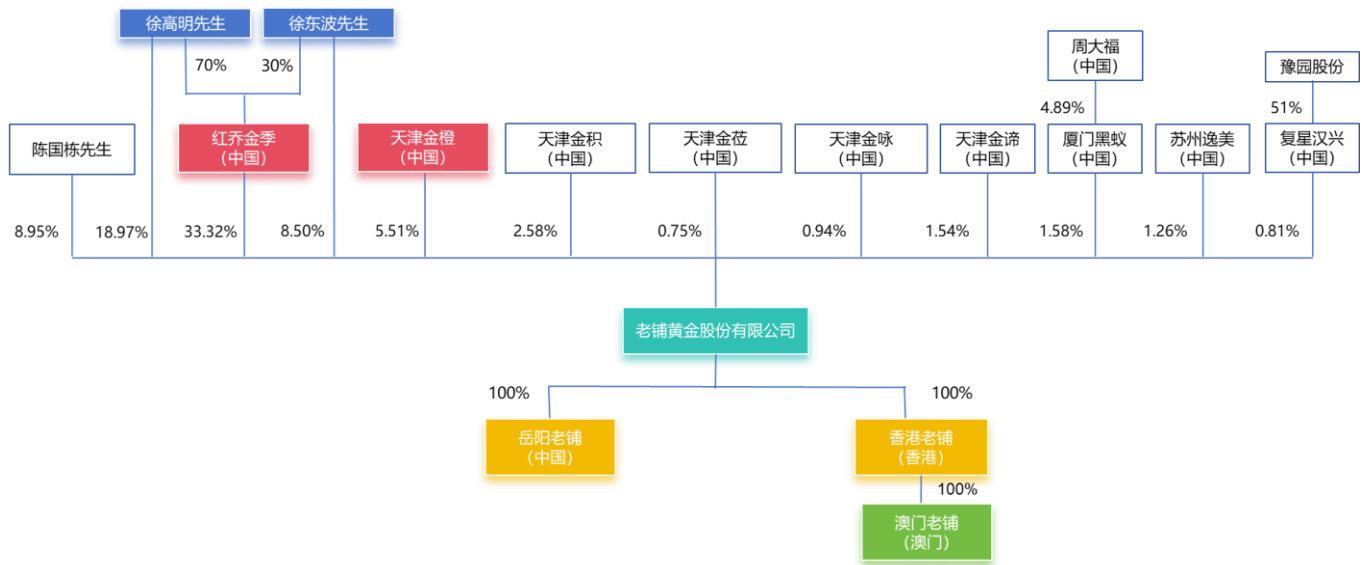 徐高明先生
徐东波先生
70%
30%
周大福
（中国）
豫园股份
4.89%
51%
陈国栋先生
红乔金季
（中国）
天津金橙
（中国）
天津金积
（中国）
天津金莅
（中国）
天津金咏
（中国）
天津金谛
（中国）
厦门黑蚁
（中国）
苏州逸美
（中国）
复星汉兴
（中国）
8.95%
18.97%
33.32%
8.50%
5.51%
2.58%
0.75%
0.94%
1.54%
1.58%
1.26%
0.81%
老铺黄金股份有限公司
100%
100%
岳阳老铺
（中国）
香港老铺
（香港）
100%
澳门老铺
（澳门）